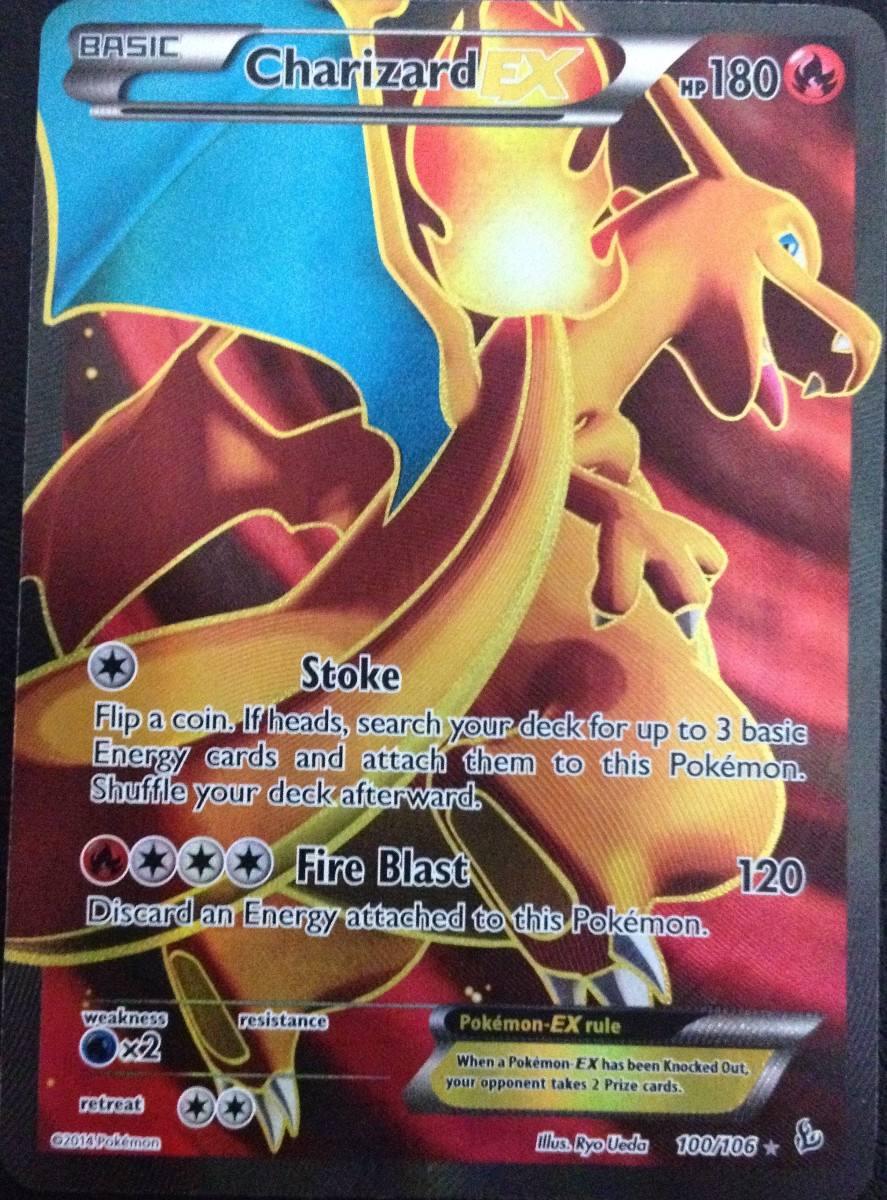 BASIC
Charizard EX
HP 180
Stoke
Flip a coin. If heads, search your deck for up to 3 basic
Energy cards and attach them to this Pokémon.
Shuffle your deck afterward.
Fire Blast 120
Discard an Energy attached to this Pokémon.
weakness resistance
×2
retreat
Pokémon-EX rule
When a Pokémon-EX has been Knocked Out,
your opponent takes 2 Prize cards.
©2014 Pokémon
Illus. Ryo Ueda 100/106